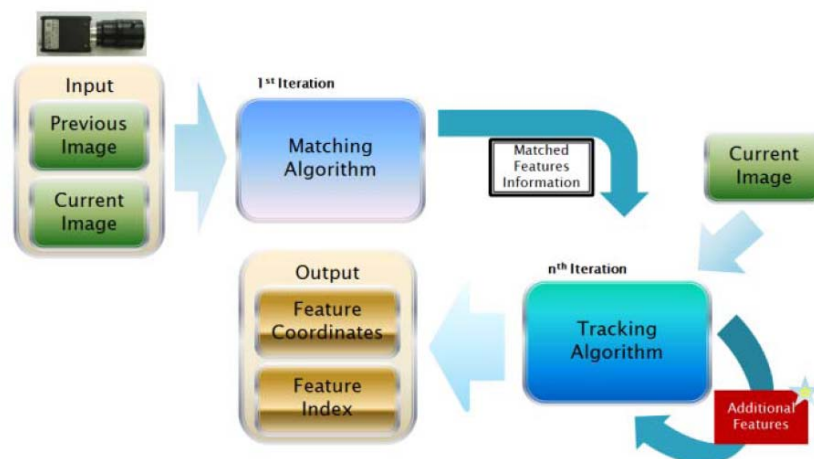 Input
Previous
Image
Current
Image
1st Iteration
Matching
Algorithm
Matched
Features
Information
Current
Image
Output
Feature
Coordinates
Feature
Index
nth Iteration
Tracking
Algorithm
Additional
Features